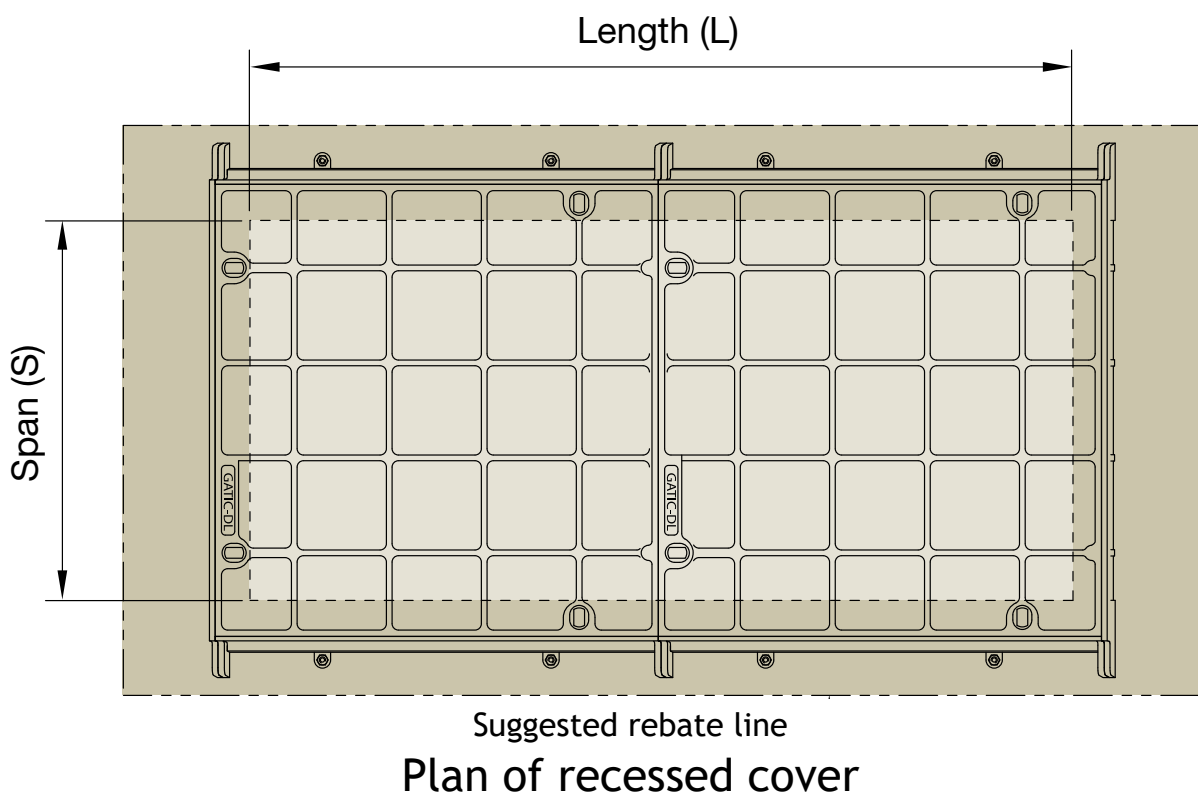 Length (L)
Span (S)
GATIC-DL
GATIC-DL
Suggested rebate line
Plan of recessed cover